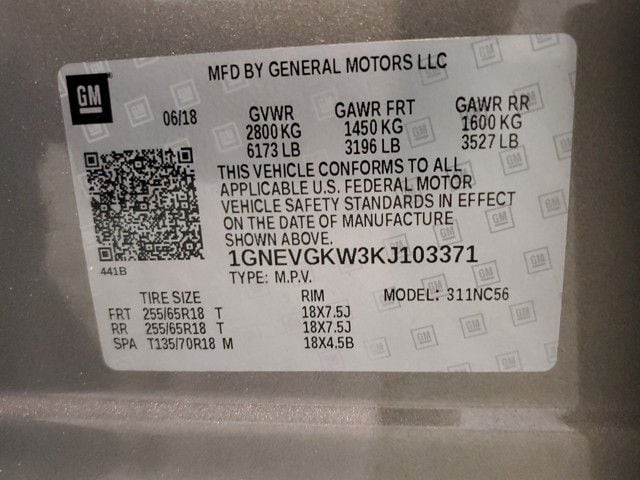 GM
MFD BY GENERAL MOTORS LLC
06/18 GVWR GAWR FRT GAWR RR
2800 KG 1450 KG 1600 KG
6173 LB 3196 LB 3527 LB
THIS VEHICLE CONFORMS TO ALL
APPLICABLE U.S. FEDERAL MOTOR
VEHICLE SAFETY STANDARDS IN EFFECT
ON THE DATE OF MANUFACTURE
SHOWN ABOVE.
441B
1GNEVGKW3KJ103371
TYPE: M.P.V.
TIRE SIZE RIM MODEL: 311NC56
FRT 255/65R18 T 18X7.5J
RR 255/65R18 T 18X7.5J
SPA T135/70R18 M 18X4.5B